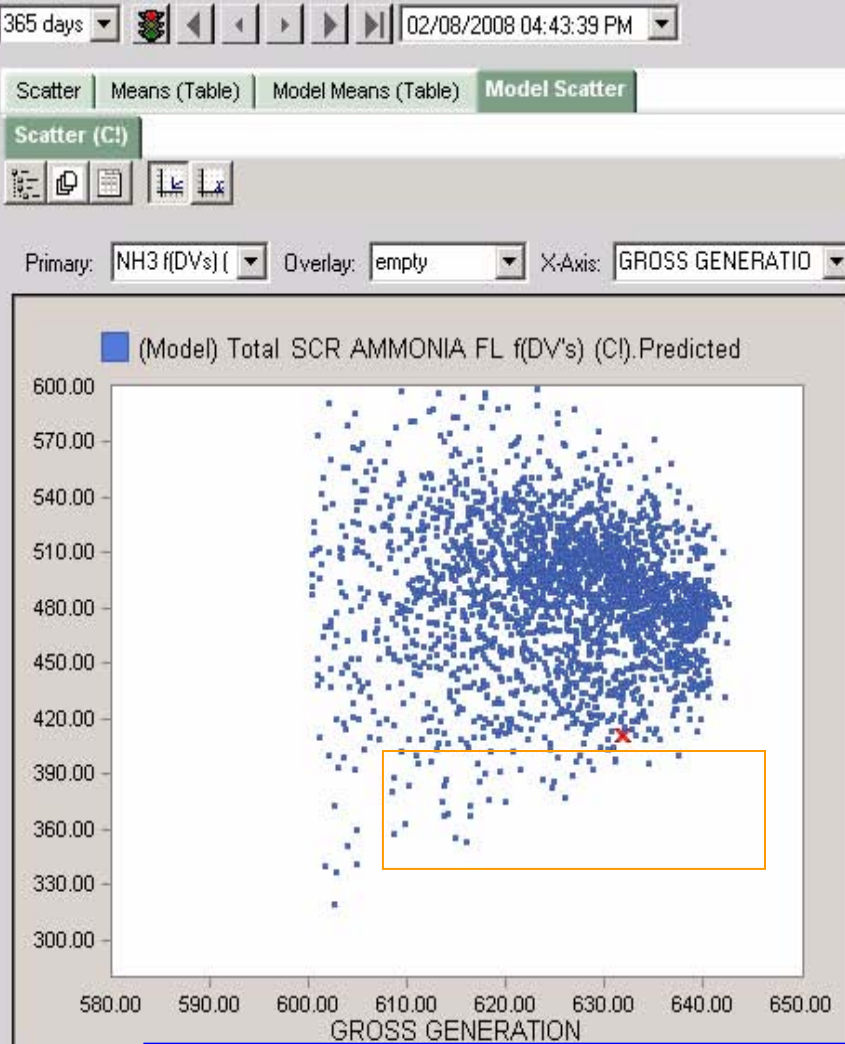 365 days 02/08/2008 04:43:39 PM
Scatter Means (Table) Model Means (Table) Model Scatter
Scatter (C!)
Primary: NH3 f(DVs) ( Overlay: empty X-Axis: GROSS GENERATIO
(Model) Total SCR AMMONIA FL f(DV's) (C!).Predicted
600.00
570.00
540.00
510.00
480.00
450.00
420.00
390.00
360.00
330.00
300.00
580.00 590.00 600.00 610.00 620.00 630.00 640.00 650.00
GROSS GENERATION